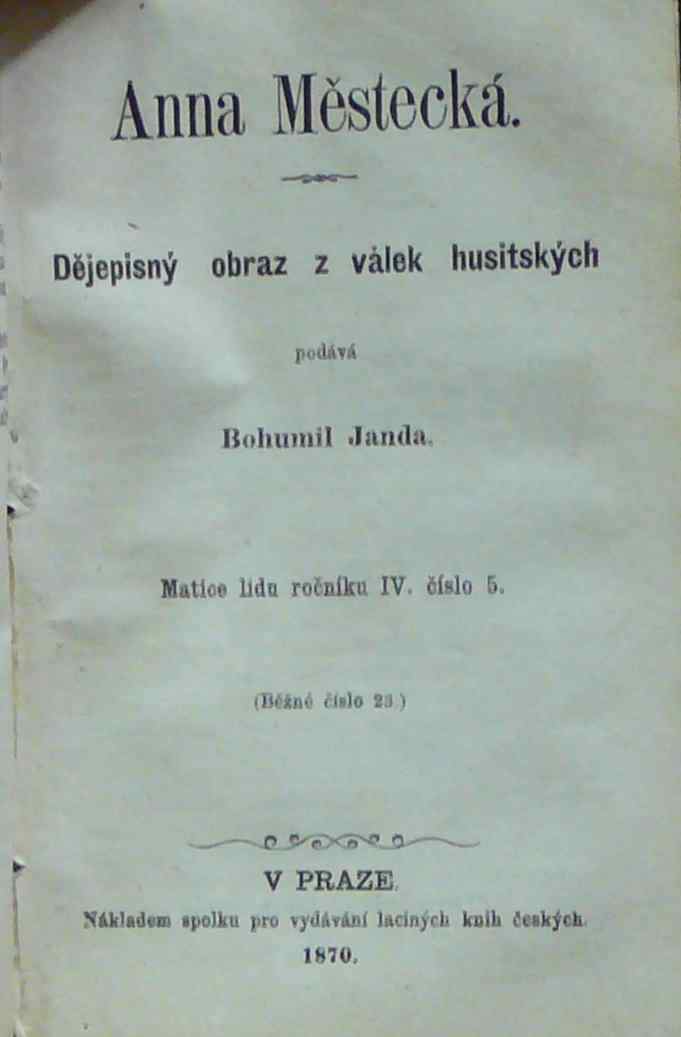 Anna Městecká.
Dějepisný obraz z válek husitských
podává
Bohumil Janda.
Matice lidu ročníku IV. číslo 5.
(Běžné číslo 23.)
V PRAZE.
Nákladem spolku pro vydávání laciných knih českých.
1870.